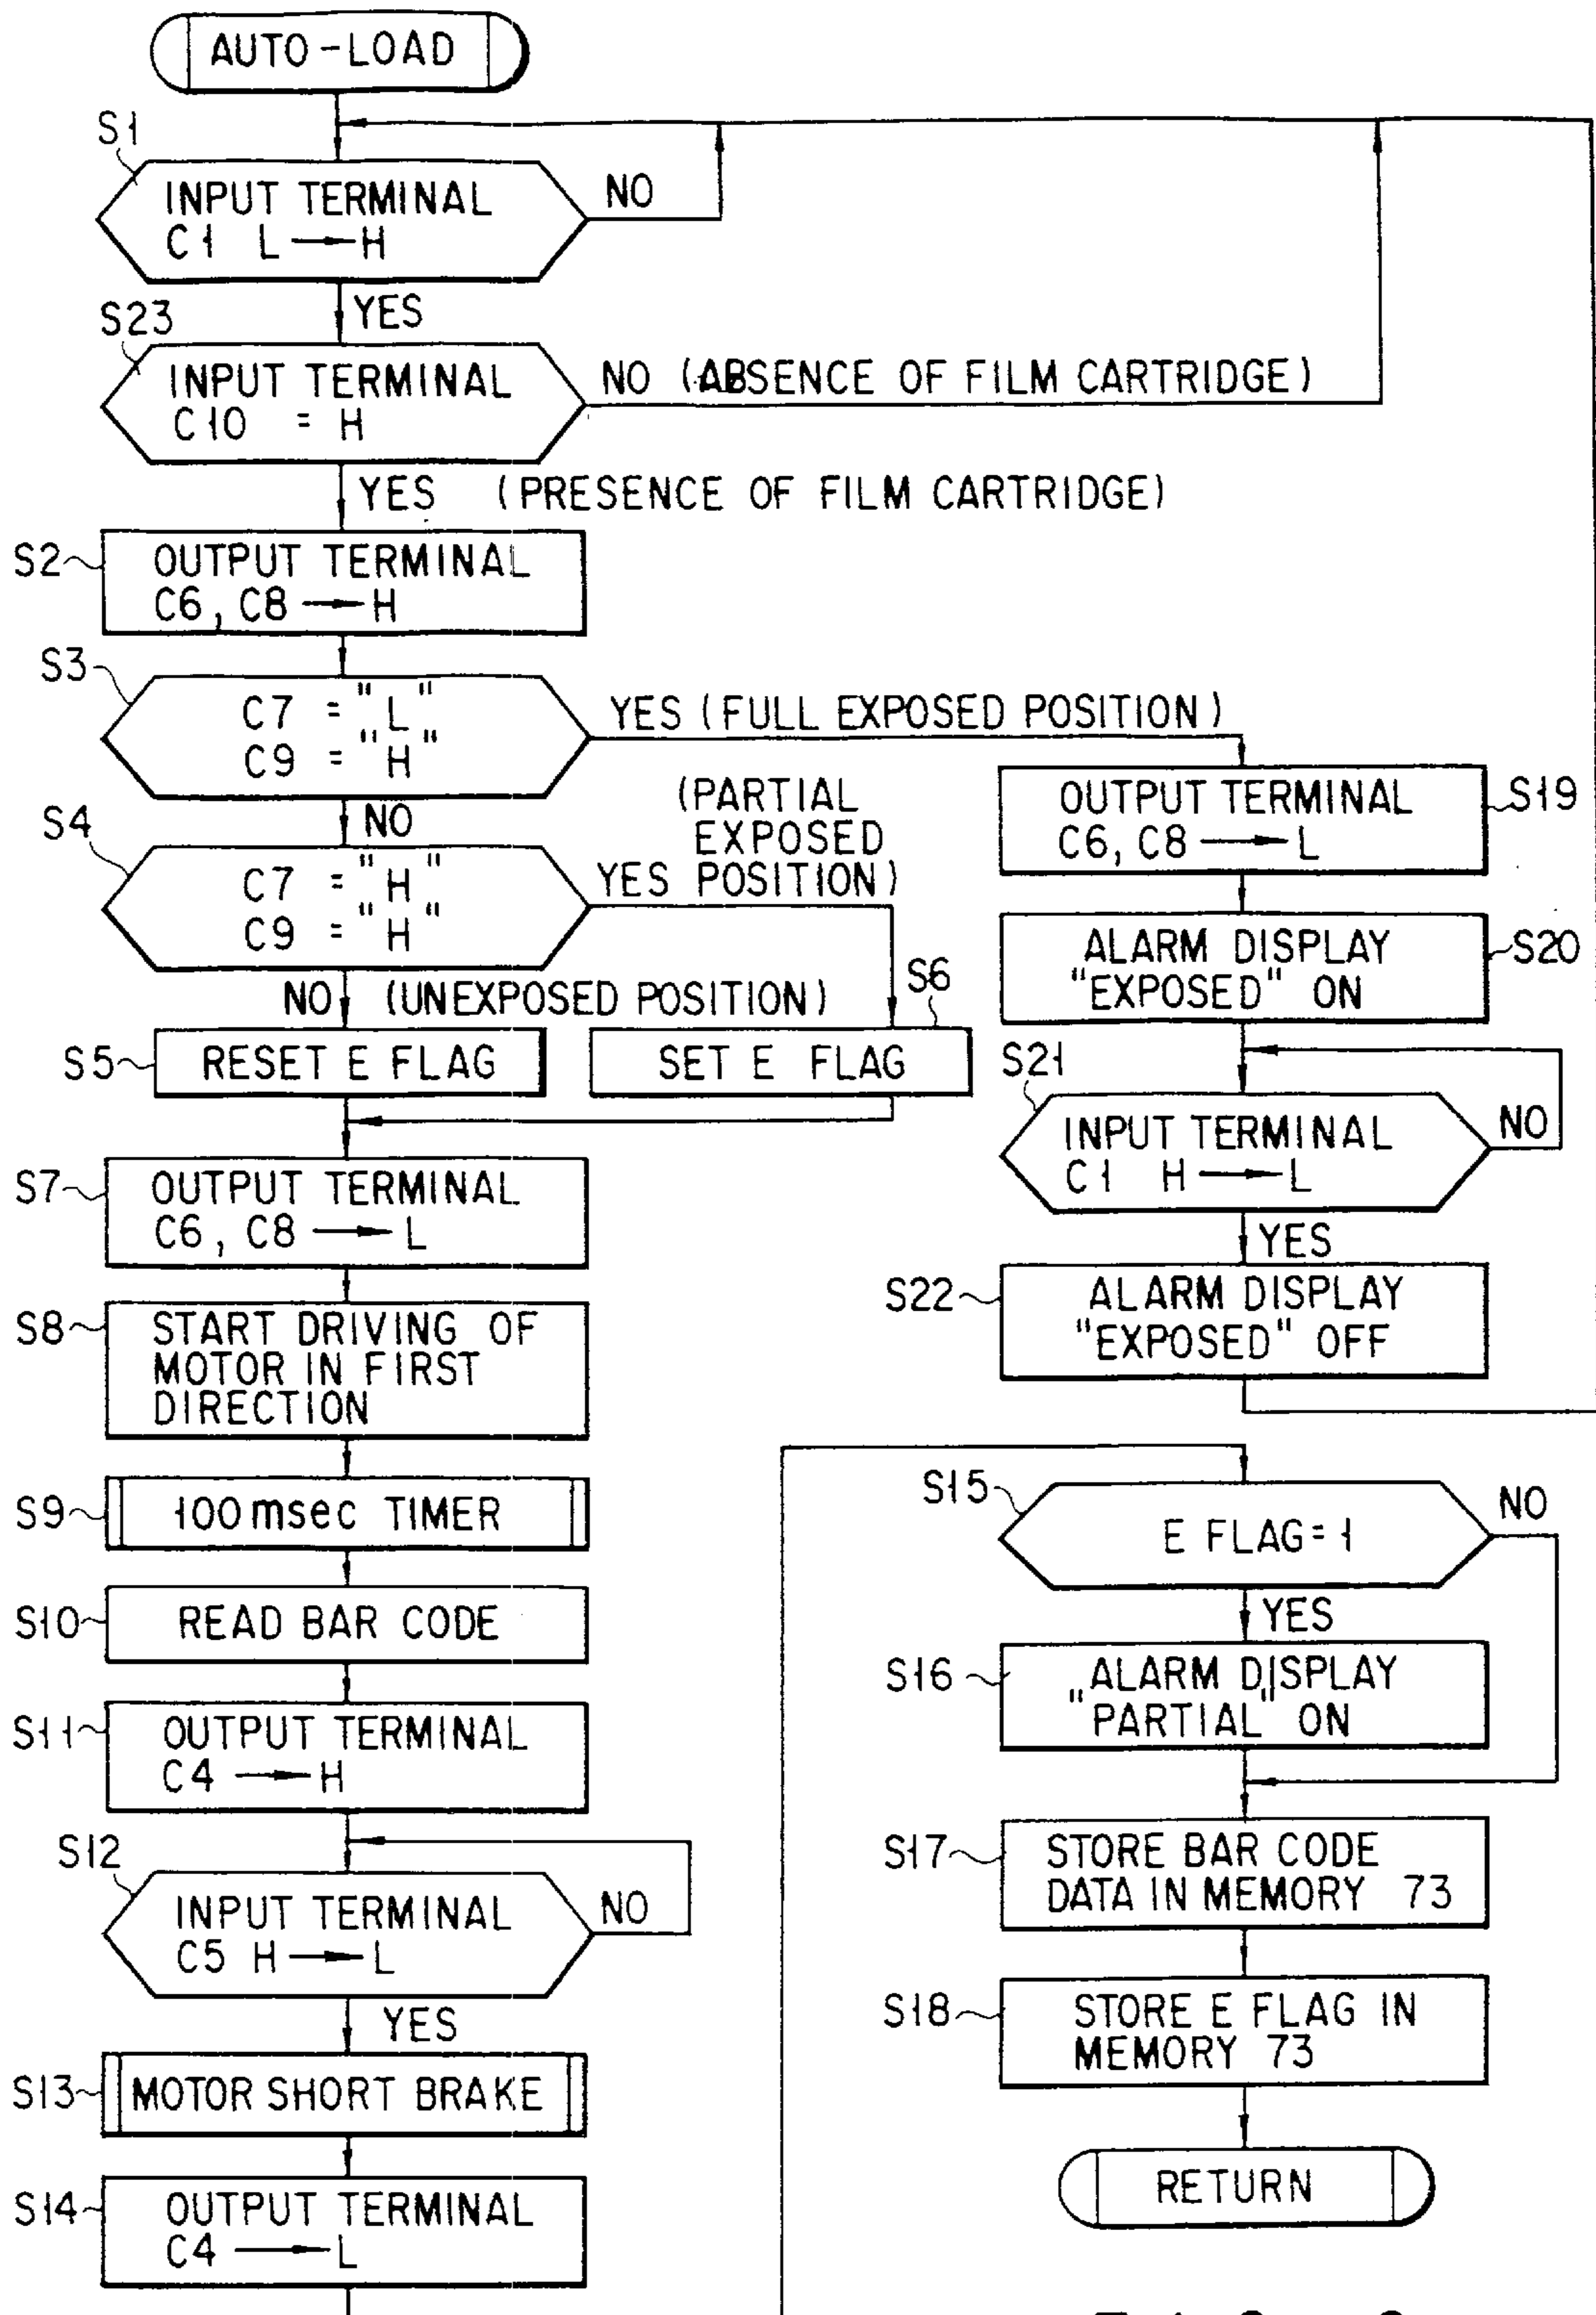 AUTO-LOAD
S1
INPUT TERMINAL
C1 L → H
NO
YES
S23
INPUT TERMINAL
C10 = H
NO (ABSENCE OF FILM CARTRIDGE)
YES (PRESENCE OF FILM CARTRIDGE)
S2
OUTPUT TERMINAL
C6, C8 → H
S3
C7 = "L"
C9 = "H"
YES (FULL EXPOSED POSITION)
NO
S4
C7 = "H"
C9 = "H"
(PARTIAL
EXPOSED
YES POSITION)
NO (UNEXPOSED POSITION)
S5
RESET E FLAG
S6
SET E FLAG
S7
OUTPUT TERMINAL
C6, C8 → L
S8
START DRIVING OF
MOTOR IN FIRST
DIRECTION
S9
100 msec TIMER
S10
READ BAR CODE
S11
OUTPUT TERMINAL
C4 → H
S12
INPUT TERMINAL
C5 H → L
NO
YES
S13
MOTOR SHORT BRAKE
S14
OUTPUT TERMINAL
C4 → L
S19
OUTPUT TERMINAL
C6, C8 → L
S20
ALARM DISPLAY
"EXPOSED" ON
S21
INPUT TERMINAL
C1 H → L
NO
YES
S22
ALARM DISPLAY
"EXPOSED" OFF
S15
E FLAG = 1
NO
YES
S16
ALARM DISPLAY
"PARTIAL" ON
S17
STORE BAR CODE
DATA IN MEMORY 73
S18
STORE E FLAG IN
MEMORY 73
RETURN